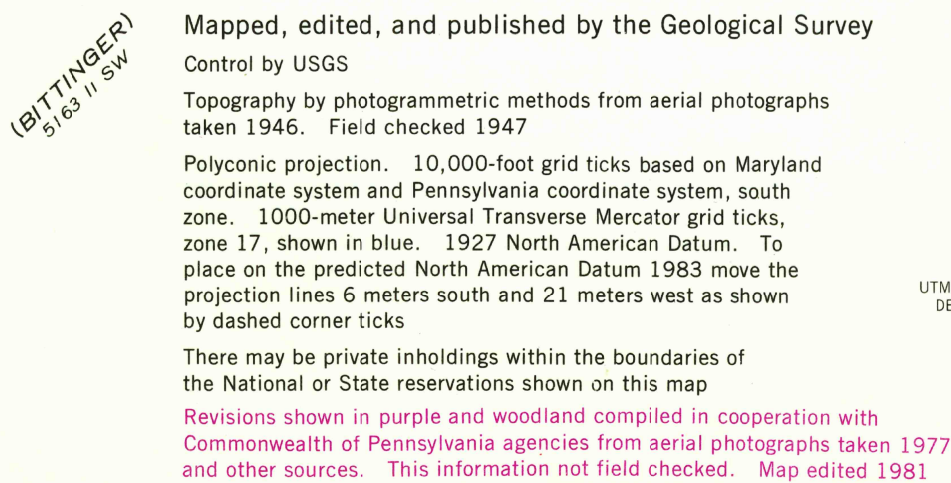 (BITTINGER)
5163 II SW
Mapped, edited, and published by the Geological Survey
Control by USGS
Topography by photogrammetric methods from aerial photographs
taken 1946. Field checked 1947
Polyconic projection. 10,000-foot grid ticks based on Maryland
coordinate system and Pennsylvania coordinate system, south
zone. 1000-meter Universal Transverse Mercator grid ticks,
zone 17, shown in blue. 1927 North American Datum. To
place on the predicted North American Datum 1983 move the
projection lines 6 meters south and 21 meters west as shown
by dashed corner ticks
There may be private inholdings within the boundaries of
the National or State reservations shown on this map
Revisions shown in purple and woodland compiled in cooperation with
Commonwealth of Pennsylvania agencies from aerial photographs taken 1977
and other sources. This information not field checked. Map edited 1981
UTM